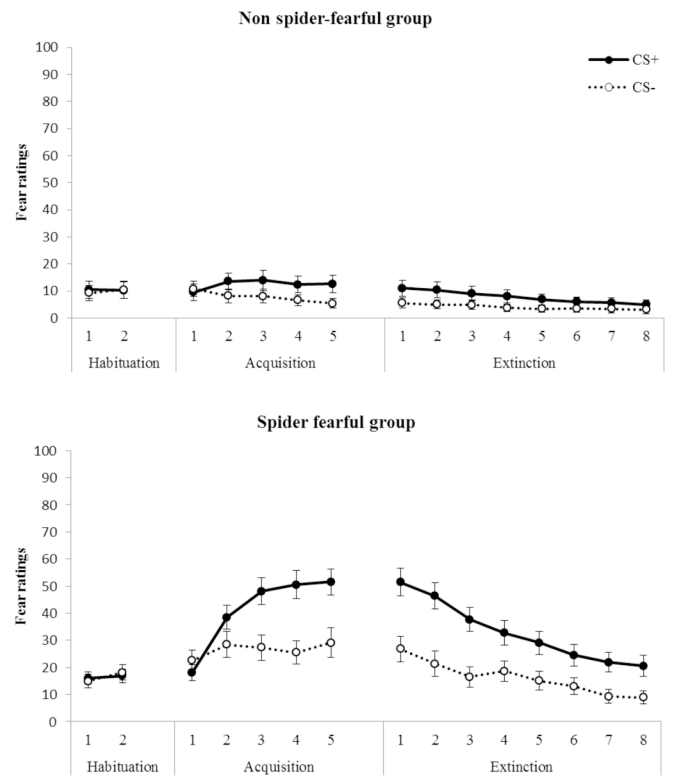 Non spider-fearful group
100
90
80
70
60
50
40
30
20
10
0
Fear ratings
CS+
CS-
1 2 1 2 3 4 5 1 2 3 4 5 6 7 8
Habituation Acquisition Extinction
Spider fearful group
100
90
80
70
60
50
40
30
20
10
0
Fear ratings
1 2 1 2 3 4 5 1 2 3 4 5 6 7 8
Habituation Acquisition Extinction